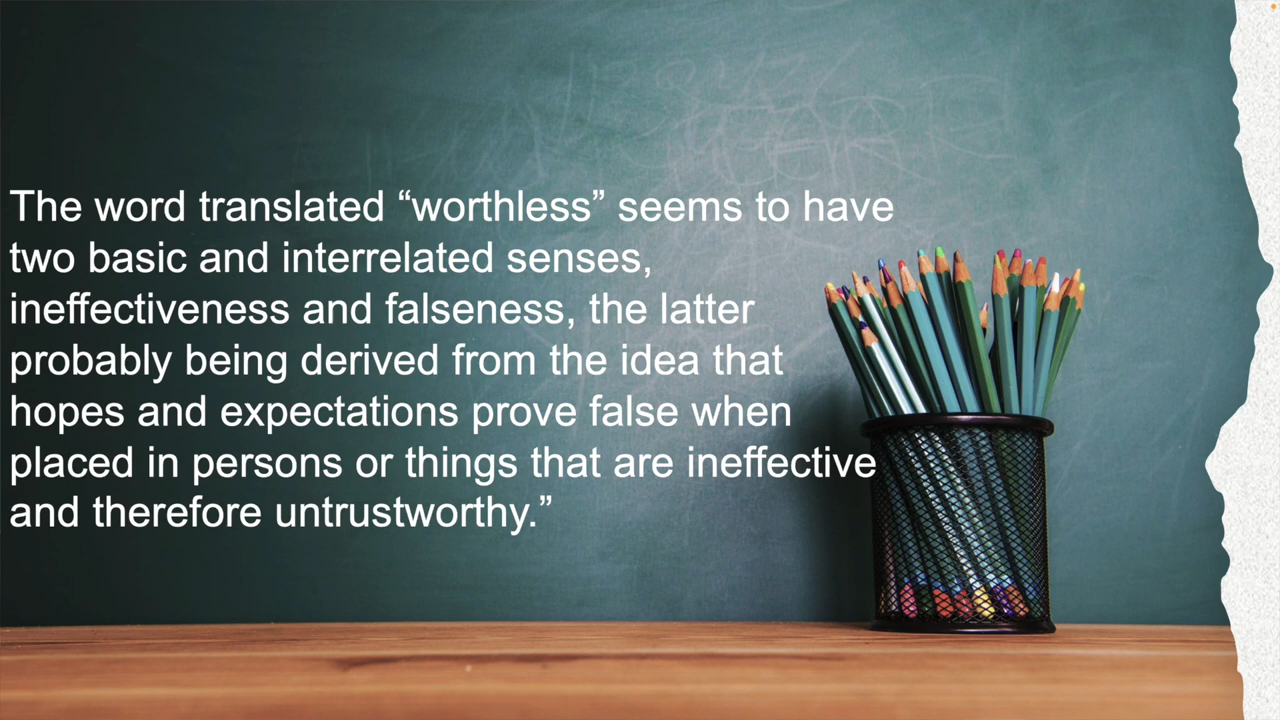 The word translated “worthless” seems to have
two basic and interrelated senses,
ineffectiveness and falseness, the latter
probably being derived from the idea that
hopes and expectations prove false when
placed in persons or things that are ineffective
and therefore untrustworthy.”